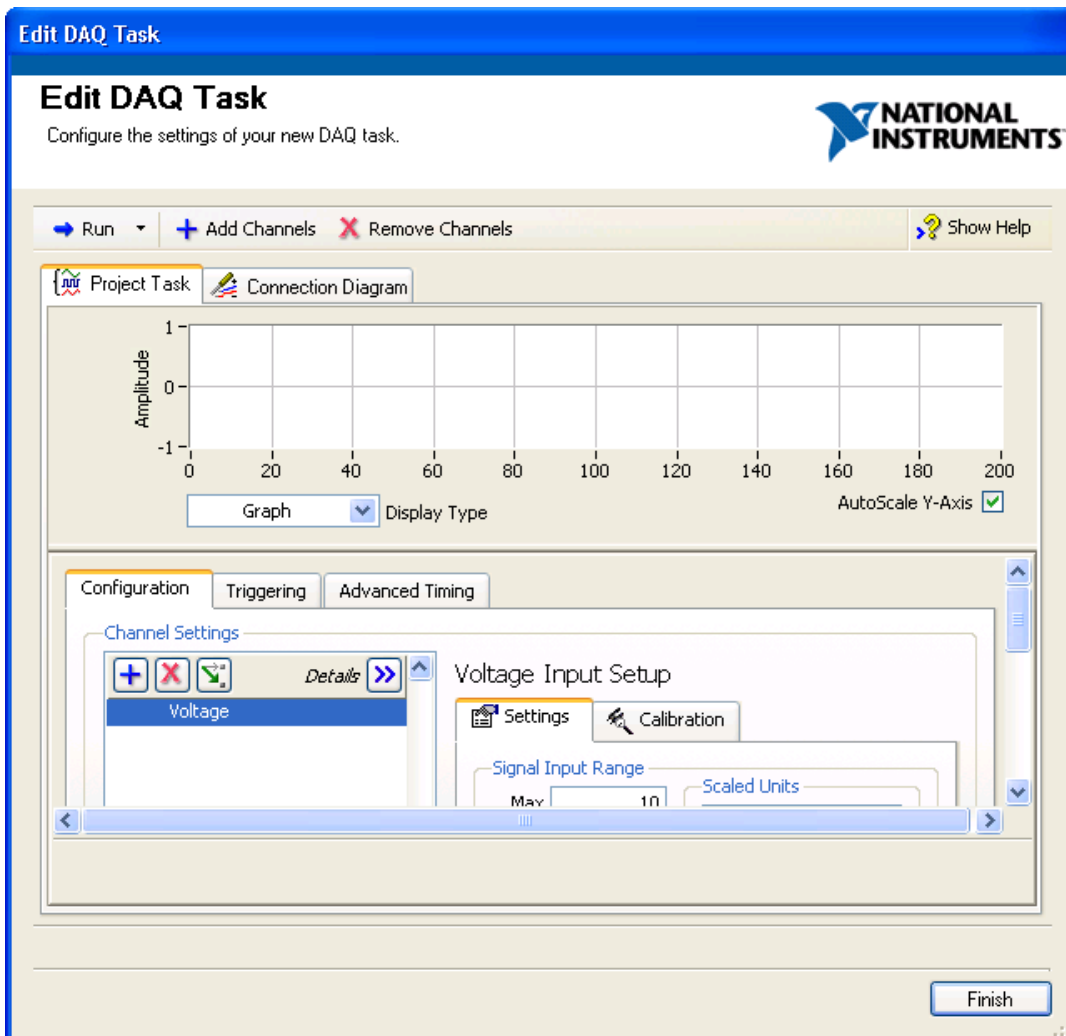 Edit DAQ Task
Edit DAQ Task
Configure the settings of your new DAQ task.
NATIONAL
INSTRUMENTS
Run
Add Channels
Remove Channels
Show Help
Project Task
Connection Diagram
Amplitude
1
0
-1
0 20 40 60 80 100 120 140 160 180 200
Graph
Display Type
AutoScale Y-Axis
Configuration
Triggering
Advanced Timing
Channel Settings
Details
Voltage
Voltage Input Setup
Settings
Calibration
Signal Input Range
Max 10
Scaled Units
Finish